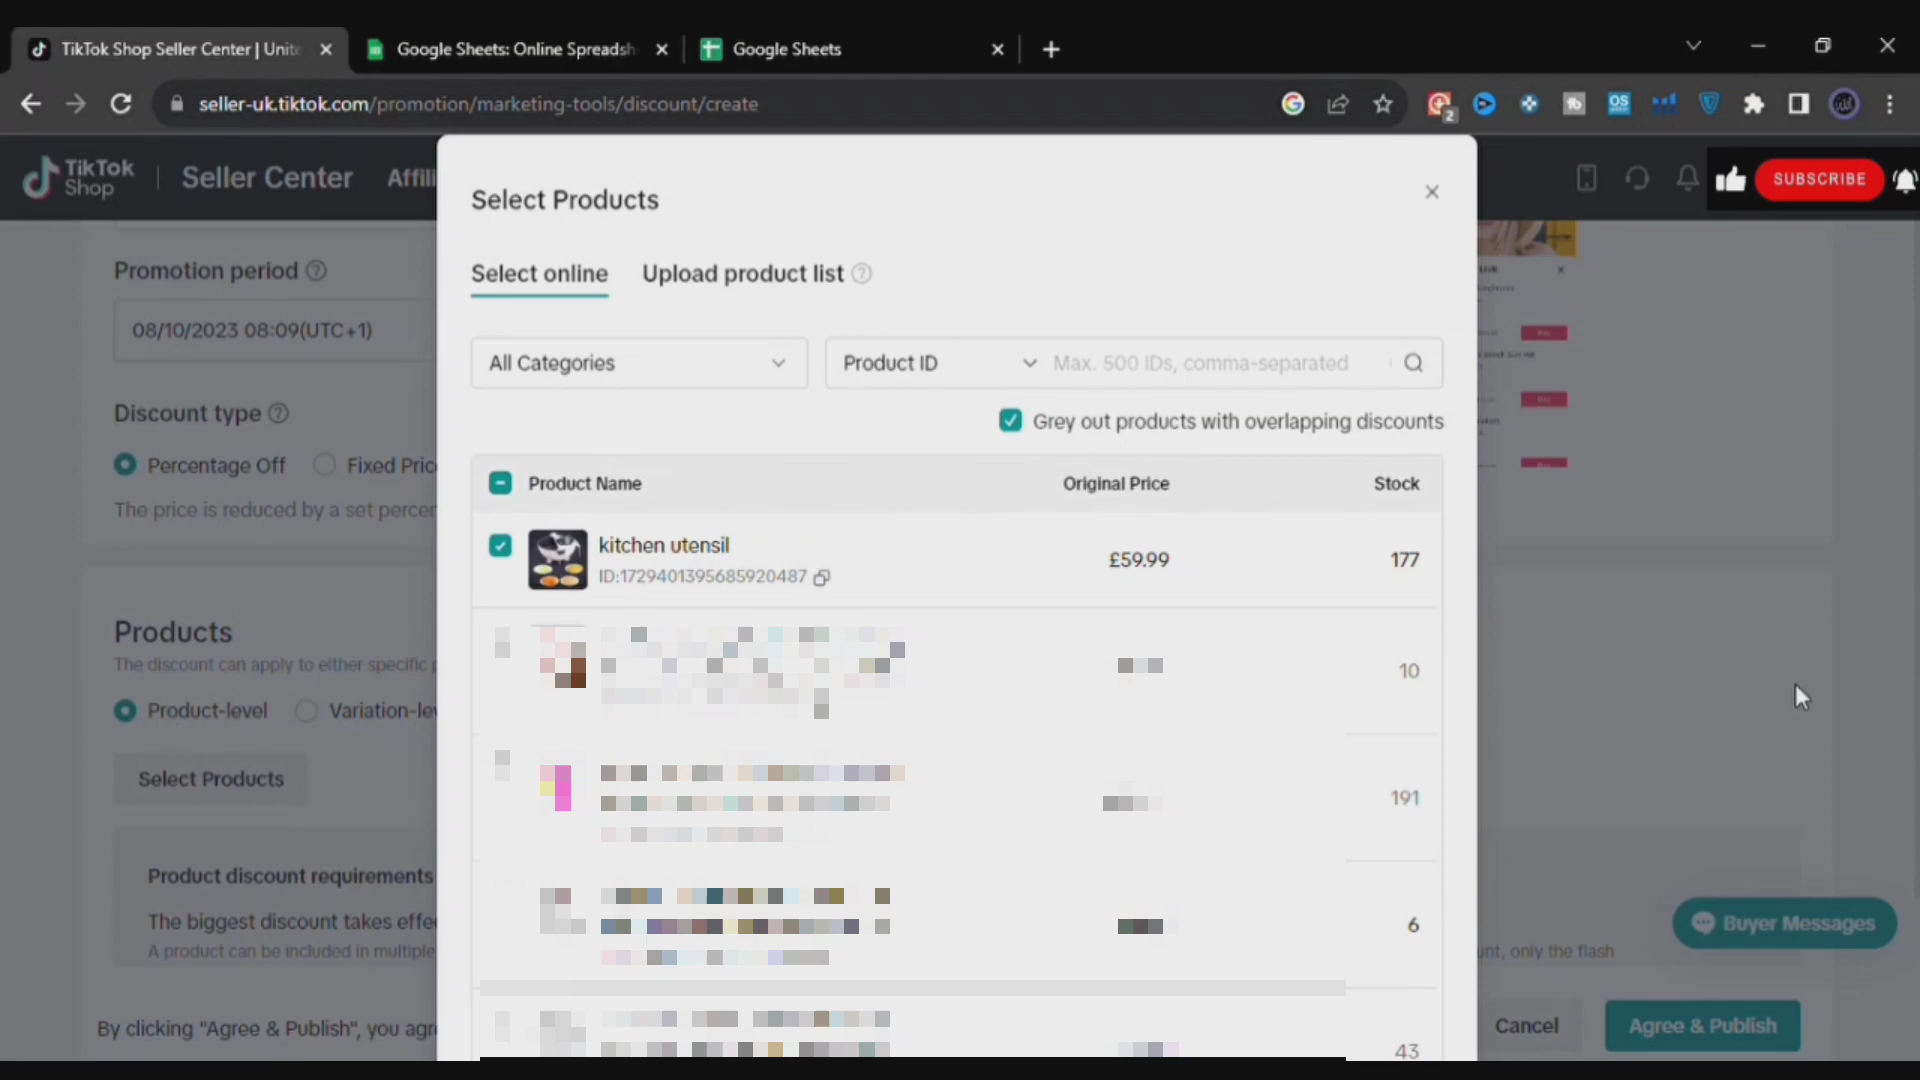 TikTok Shop Seller Center | Unite
Google Sheets: Online Spreadsh
Google Sheets
seller-uk.tiktok.com/promotion/marketing-tools/discount/create
2
OS
TikTok
Shop
Seller Center
Affili
SUBSCRIBE
Select Products
Select online
Upload product list
Promotion period
08/10/2023 08:09(UTC+1)
All Categories
Product ID
Max. 500 IDs, comma-separated
Discount type
Grey out products with overlapping discounts
Percentage Off
Fixed Pric
The price is reduced by a set percen
Product Name
Original Price
Stock
kitchen utensil
ID:1729401395685920487
£59.99
177
Products
The discount can apply to either specific p
10
Product-level
Variation-lev
Select Products
191
Product discount requirements
The biggest discount takes effe
A product can be included in multiple
6
Buyer Messages
unt, only the flash
By clicking "Agree & Publish", you agr
43
Cancel
Agree & Publish